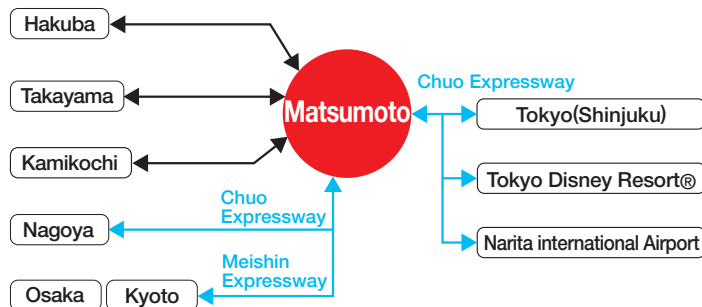 Hakuba
Takayama
Kamikochi
Nagoya
Osaka
Kyoto
Matsumoto
Chuo
Expressway
Meishin
Expressway
Chuo Expressway
Tokyo(Shinjuku)
Tokyo Disney Resort®
Narita international Airport